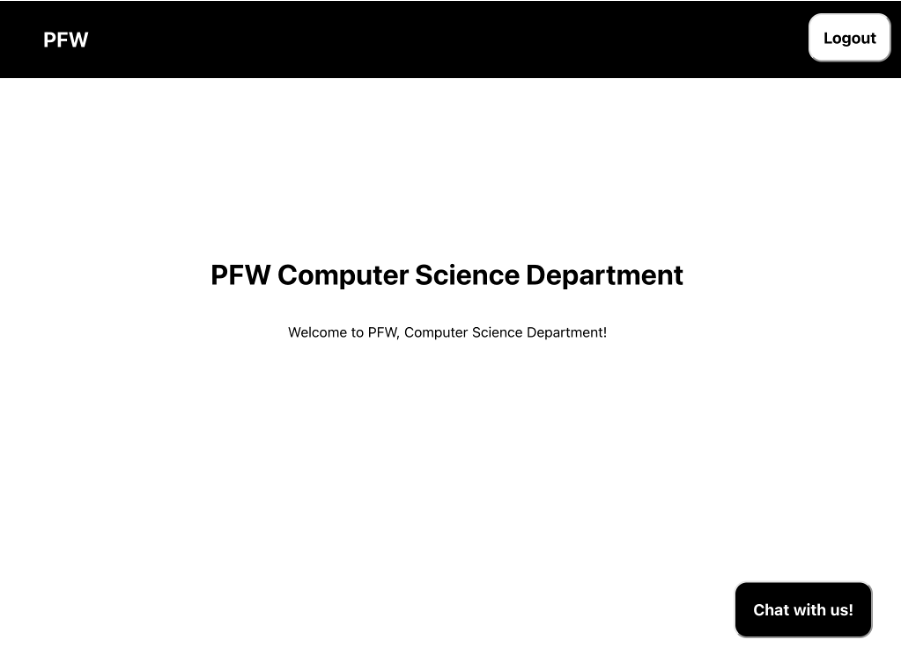 PFW
Logout
PFW Computer Science Department
Welcome to PFW, Computer Science Department!
Chat with us!